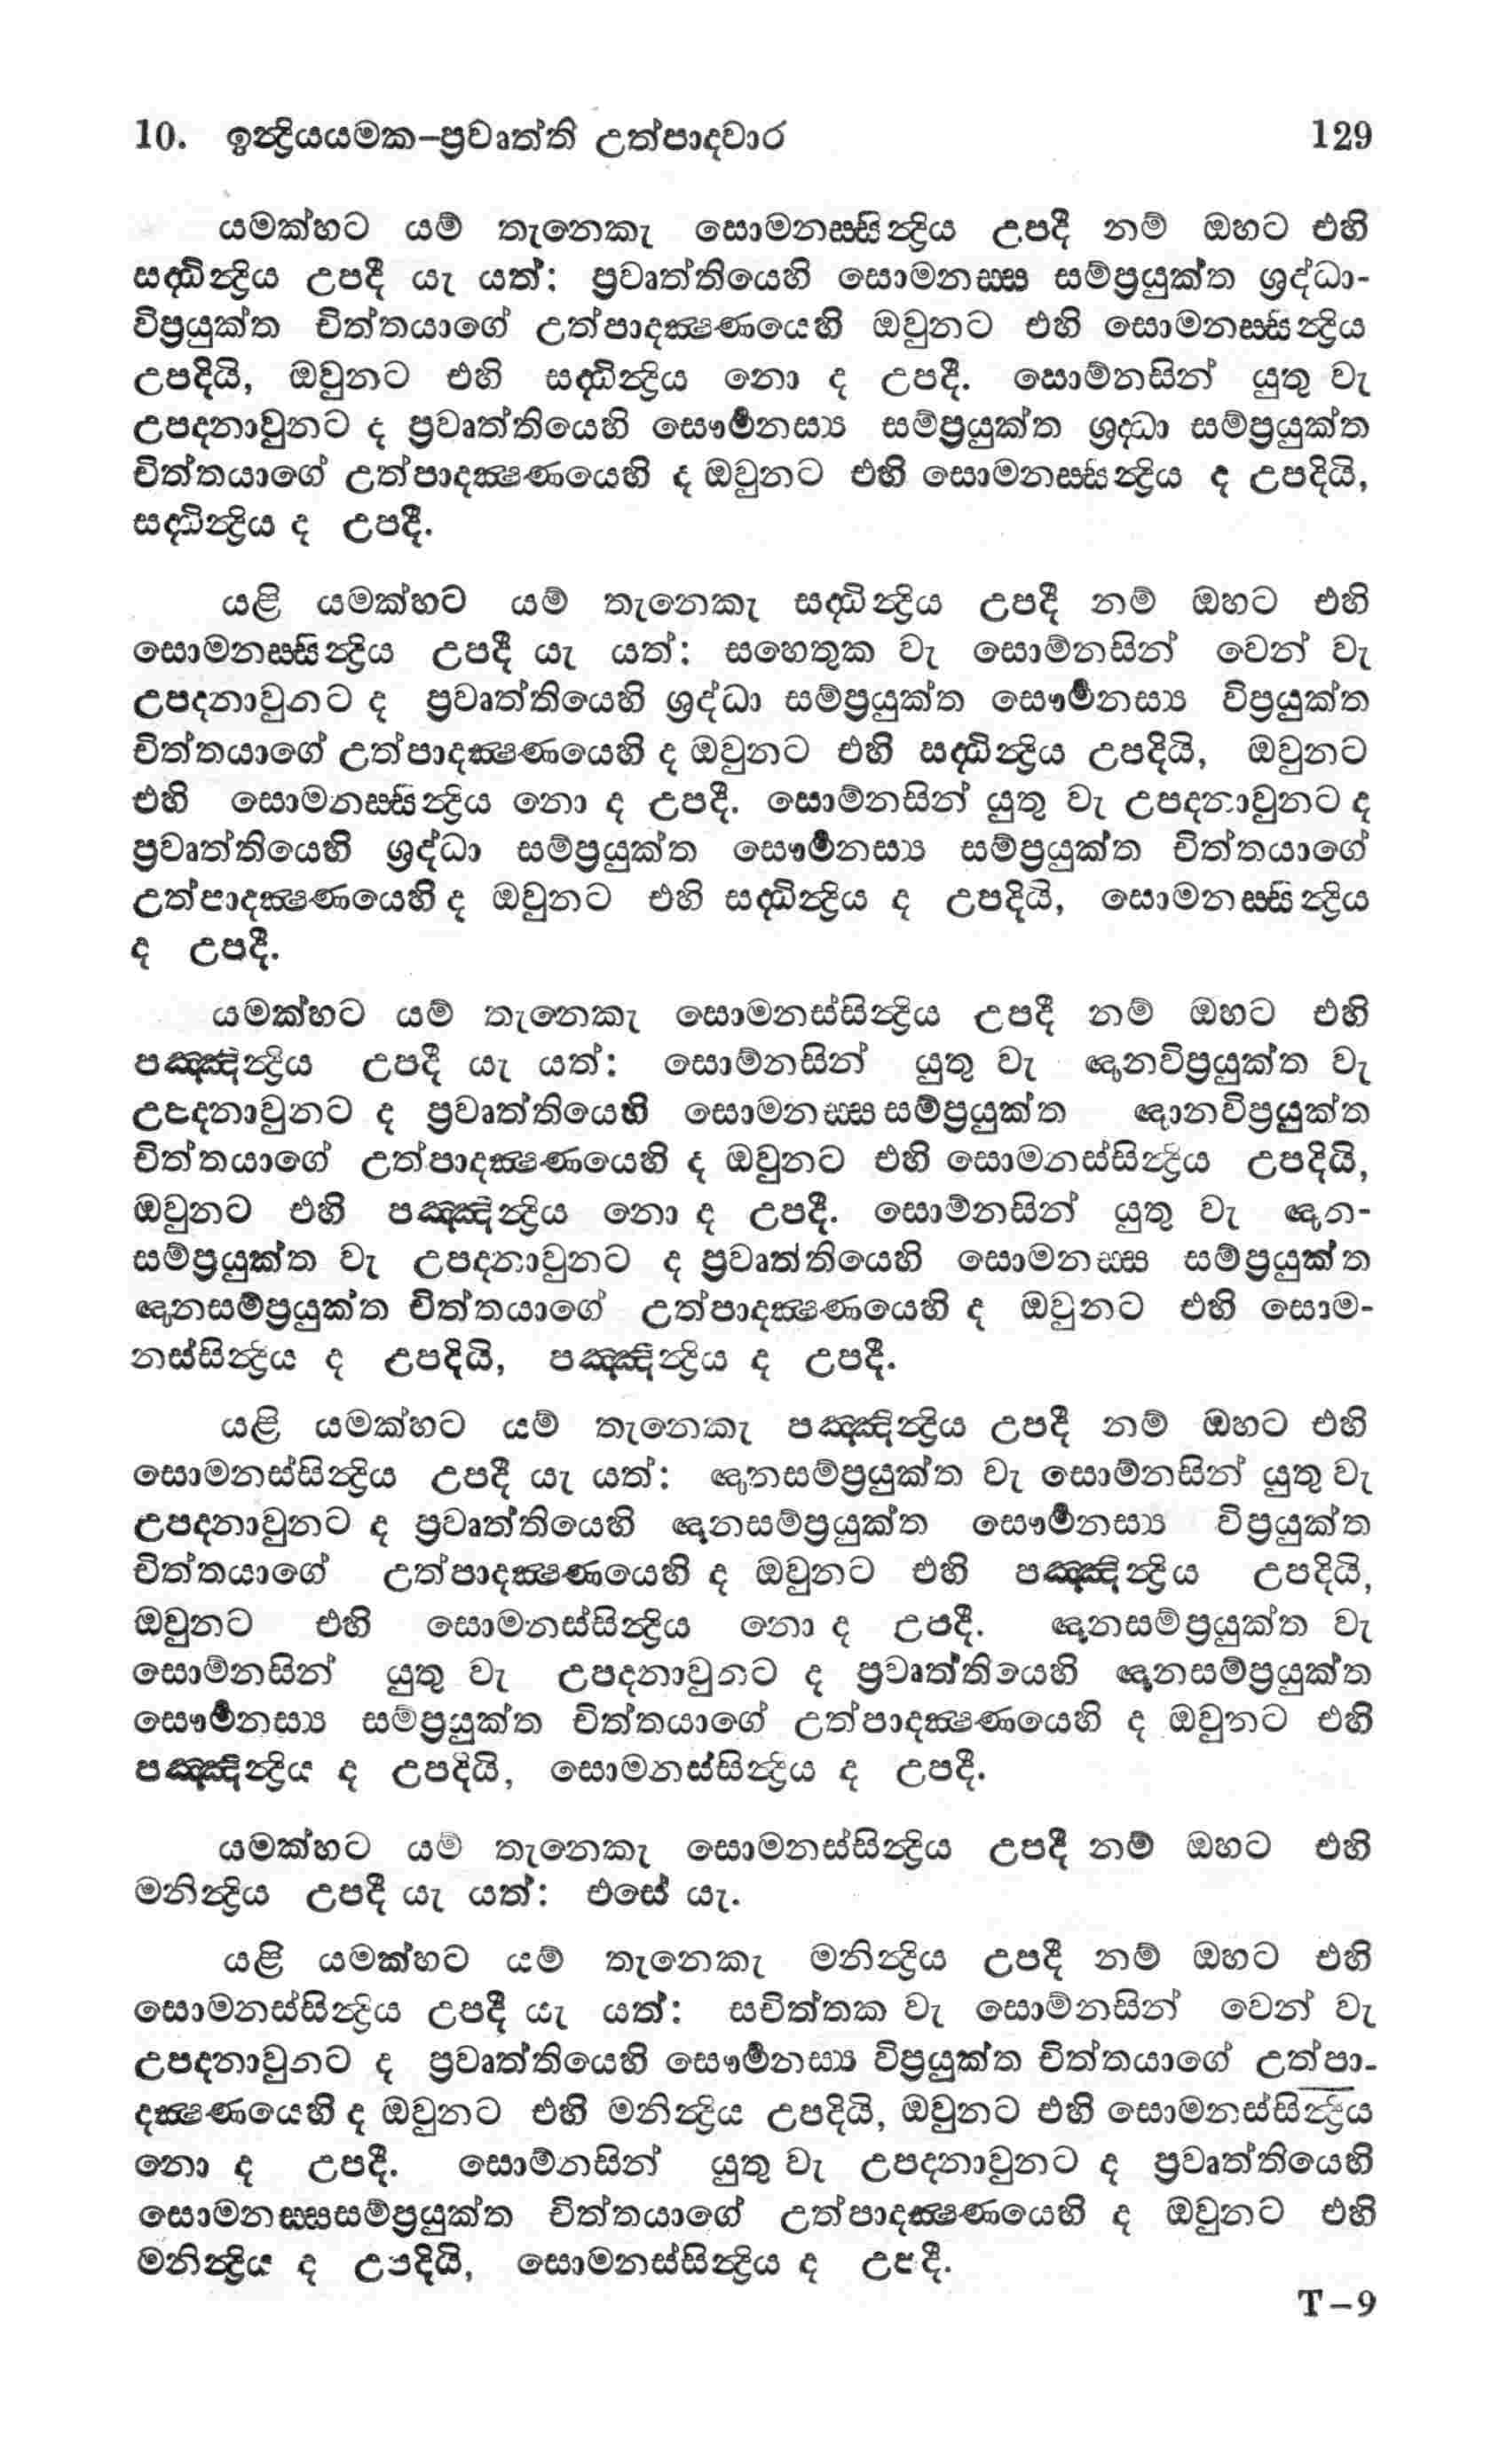 10. ඉන්ද්‍රියයමක–ප්‍රවෘත්ති උත්පාදවාර 129
යමක්හට යම් තැනෙකැ සොමනස්සින්ද්‍රිය උපදී නම් ඔහට එහි
සද්ධින්ද්‍රිය උපදී යැ යත්: ප්‍රවෘත්තියෙහි සොමනස්ස සම්ප්‍රයුක්ත ශ්‍රද්ධා-
විප්‍රයුක්ත චිත්තයාගේ උත්පාදක්‍ෂණයෙහි ඔවුනට එහි සොමනස්සින්ද්‍රිය
උපදියි, ඔවුනට එහි සද්ධින්ද්‍රිය නො ද උපදී. සොම්නසින් යුතු වැ
උපදනාවුනට ද ප්‍රවෘත්තියෙහි සෞර්මනස්‍ය සම්ප්‍රයුක්ත ශ්‍රද්ධා සම්ප්‍රයුක්ත
චිත්තයාගේ උත්පාදක්‍ෂණයෙහි ද ඔවුනට එහි සොමනස්සින්ද්‍රිය ද උපදියි,
සද්ධින්ද්‍රිය ද උපදී.
යළි යමක්හට යම් තැනෙකැ සද්ධින්ද්‍රිය උපදී නම් ඔහට එහි
සොමනස්සින්ද්‍රිය උපදී යැ යත්: සහෙතුක වැ සොම්නසින් වෙන් වැ
උපදනාවුනට ද ප්‍රවෘත්තියෙහි ශ්‍රද්ධා සම්ප්‍රයුක්ත සෞර්මනස්‍ය විප්‍රයුක්ත
චිත්තයාගේ උත්පාදක්‍ෂණයෙහි ද ඔවුනට එහි සද්ධින්ද්‍රිය උපදියි, ඔවුනට
එහි සොමනස්සින්ද්‍රිය නො ද උපදී. සොම්නසින් යුතු වැ උපදනාවුනට ද
ප්‍රවෘත්තියෙහි ශ්‍රද්ධා සම්ප්‍රයුක්ත සෞර්මනස්‍ය සම්ප්‍රයුක්ත චිත්තයාගේ
උත්පාදක්‍ෂණයෙහි ද ඔවුනට එහි සද්ධින්ද්‍රිය ද උපදියි, සොමනස්සින්ද්‍රිය
ද උපදී.
යමක්හට යම් තැනෙකැ සොමනස්සින්ද්‍රිය උපදී නම් ඔහට එහි
පඤ්ඤින්ද්‍රිය උපදී යැ යත්: සොම්නසින් යුතු වැ ඥනවිප්‍රයුක්ත වැ
උපදනාවුනට ද ප්‍රවෘත්තියෙහි සොමනස්ස සම්ප්‍රයුක්ත ඥානවිප්‍රයුක්ත
චිත්තයාගේ උත්පාදක්‍ෂණයෙහි ද ඔවුනට එහි සොමනස්සින්ද්‍රිය උපදියි,
ඔවුනට එහි පඤ්ඤින්ද්‍රිය නො ද උපදී. සොම්නසින් යුතු වැ ඥන-
සම්ප්‍රයුක්ත වැ උපදනාවුනට ද ප්‍රවෘත්තියෙහි සොමනස්ස සම්ප්‍රයුක්ත
ඥනසම්ප්‍රයුක්ත චිත්තයාගේ උත්පාදක්‍ෂණයෙහි ද ඔවුනට එහි සොම-
නස්සින්ද්‍රිය ද උපදියි, පඤ්ඤින්ද්‍රිය ද උපදී.
යළි යමක්හට යම් තැනෙකැ පඤ්ඤින්ද්‍රිය උපදී නම් ඔහට එහි
සොමනස්සින්ද්‍රිය උපදී යැ යත්: ඥනසම්ප්‍රයුක්ත වැ සොම්නසින් යුතු වැ
උපදනාවුනට ද ප්‍රවෘත්තියෙහි ඥනසම්ප්‍රයුක්ත සෞර්මනස්‍ය විප්‍රයුක්ත
චිත්තයාගේ උත්පාදක්‍ෂණයෙහි ද ඔවුනට එහි පඤ්ඤින්ද්‍රිය උපදියි,
ඔවුනට එහි සොමනස්සින්ද්‍රිය නො ද උපදී. ඥනසම්ප්‍රයුක්ත වැ
සොම්නසින් යුතු වැ උපදනාවුනට ද ප්‍රවෘත්තියෙහි ඥනසම්ප්‍රයුක්ත
සෞර්මනස්‍ය සම්ප්‍රයුක්ත චිත්තයාගේ උත්පාදක්‍ෂණයෙහි ද ඔවුනට එහි
පඤ්ඤින්ද්‍රිය ද උපදියි, සොමනස්සින්ද්‍රිය ද උපදී.
යමක්හට යම් තැනෙකැ සොමනස්සින්ද්‍රිය උපදී නම් ඔහට එහි
මනින්ද්‍රිය උපදී යැ යත්: එසේ යැ.
යළි යමක්හට යම් තැනෙකැ මනින්ද්‍රිය උපදී නම් ඔහට එහි
සොමනස්සින්ද්‍රිය උපදී යැ යත්: සචිත්තක වැ සොම්නසින් වෙන් වැ
උපදනාවුනට ද ප්‍රවෘත්තියෙහි සෞර්මනස්‍ය විප්‍රයුක්ත චිත්තයාගේ උත්පා-
දක්‍ෂණයෙහි ද ඔවුනට එහි මනින්ද්‍රිය උපදියි, ඔවුනට එහි සොමනස්සින්ද්‍රිය
නො ද උපදී. සොම්නසින් යුතු වැ උපදනාවුනට ද ප්‍රවෘත්තියෙහි
සොමනස්සසම්ප්‍රයුක්ත චිත්තයාගේ උත්පාදක්‍ෂණයෙහි ද ඔවුනට එහි
මනින්ද්‍රිය ද උපදියි, සොමනස්සින්ද්‍රිය ද උපදී.
T–9